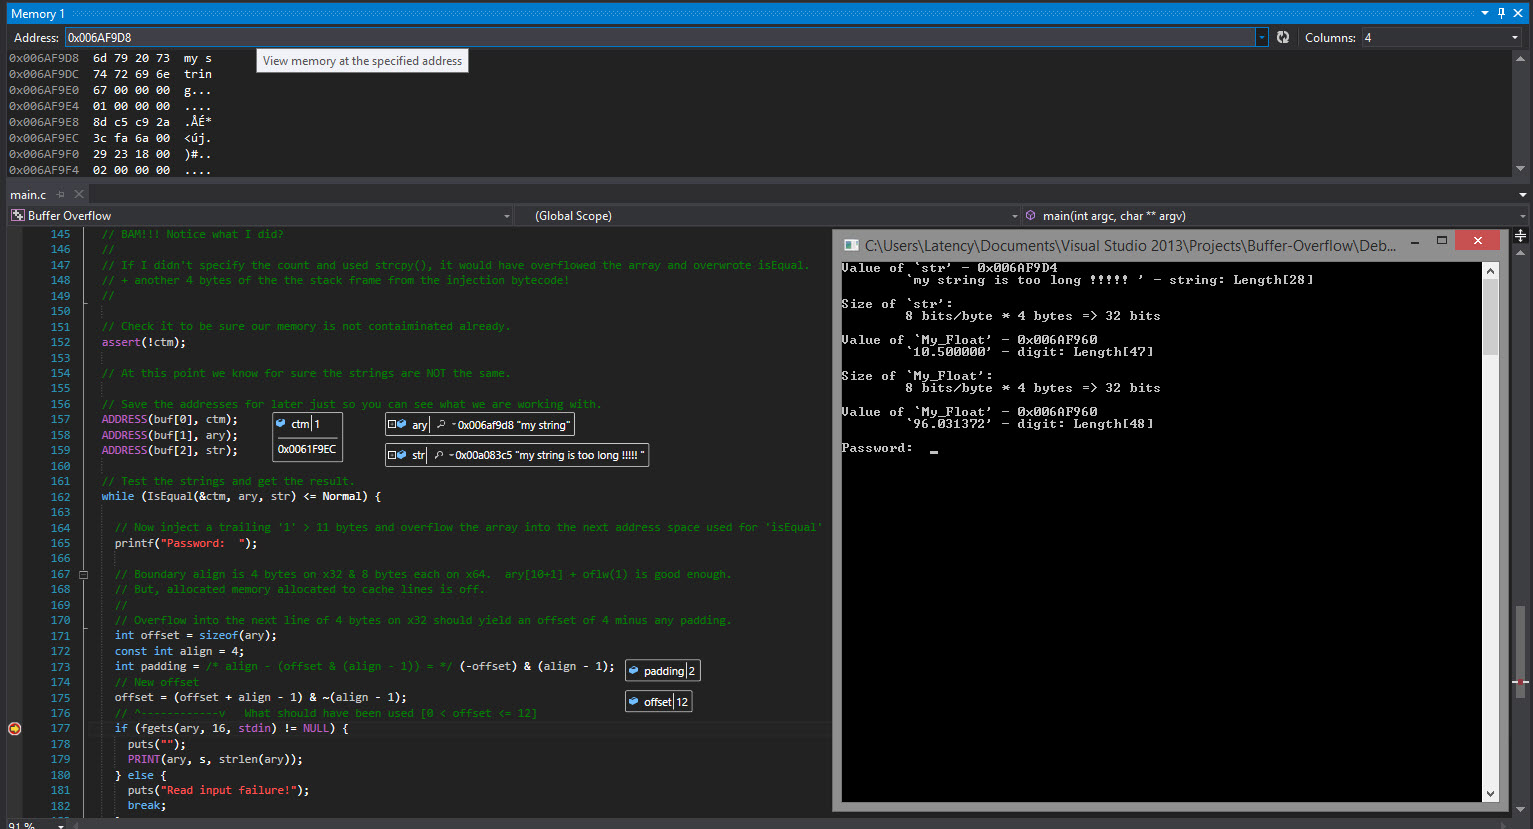 Memory 1
Address: 0x006AF9D8
Columns: 4
View memory at the specified address
0x006AF9D8 6d 79 20 73 my s
0x006AF9DC 74 72 69 6e trin
0x006AF9E0 67 00 00 00 g...
0x006AF9E4 01 00 00 00 ....
0x006AF9E8 8d c5 c9 2a .ÅÉ*
0x006AF9EC 3c fa 6a 00 <új.
0x006AF9F0 29 23 18 00 )#..
0x006AF9F4 02 00 00 00 ....
main.c
Buffer Overflow (Global Scope) main(int argc, char ** argv)
145 // BAM!!! Notice what I did?
146 //
147 // If I didn't specify the count and used strcpy(), it would have overflowed the array and overwrote isEqual.
148 // + another 4 bytes of the the stack frame from the injection bytecode!
149 //
150
151 // Check it to be sure our memory is not contaiminated already.
152 assert(!ctm);
153
154 // At this point we know for sure the strings are NOT the same.
155
156 // Save the addresses for later just so you can see what we are working with.
157 ADDRESS(buf[0], ctm);
158 ADDRESS(buf[1], ary);
159 ADDRESS(buf[2], str);
160
161 // Test the strings and get the result.
162 while (IsEqual(&ctm, ary, str) <= Normal) {
163
164 // Now inject a trailing '1' > 11 bytes and overflow the array into the next address space used for 'isEqual'
165 printf("Password:  ");
166
167 // Boundary align is 4 bytes on x32 & 8 bytes each on x64.  ary[10+1] + oflw(1) is good enough.
168 // But, allocated memory allocated to cache lines is off.
169 //
170 // Overflow into the next line of 4 bytes on x32 should yield an offset of 4 minus any padding.
171 int offset = sizeof(ary);
172 const int align = 4;
173 int padding = /* align - (offset & (align - 1)) = */ (-offset) & (align - 1);
174 // New offset
175 offset = (offset + align - 1) & ~(align - 1);
176 // ^------------v   What should have been used [0 < offset <= 12]
177 if (fgets(ary, 16, stdin) != NULL) {
178 puts("");
179 PRINT(ary, s, strlen(ary));
180 } else {
181 puts("Read input failure!");
182 break;
91 %
ctm 1
0x0061F9EC
ary 0x006af9d8 "my string"
str 0x00a083c5 "my string is too long !!!!! "
padding 2
offset 12
C:\Users\Latency\Documents\Visual Studio 2013\Projects\Buffer-Overflow\Deb...
Value of `str' - 0x006AF9D4
`my string is too long !!!!! ' - string: Length[28]
Size of `str':
8 bits/byte * 4 bytes => 32 bits
Value of `My_Float' - 0x006AF960
`10.500000' - digit: Length[47]
Size of `My_Float':
8 bits/byte * 4 bytes => 32 bits
Value of `My_Float' - 0x006AF960
`96.031372' - digit: Length[48]
Password:  _